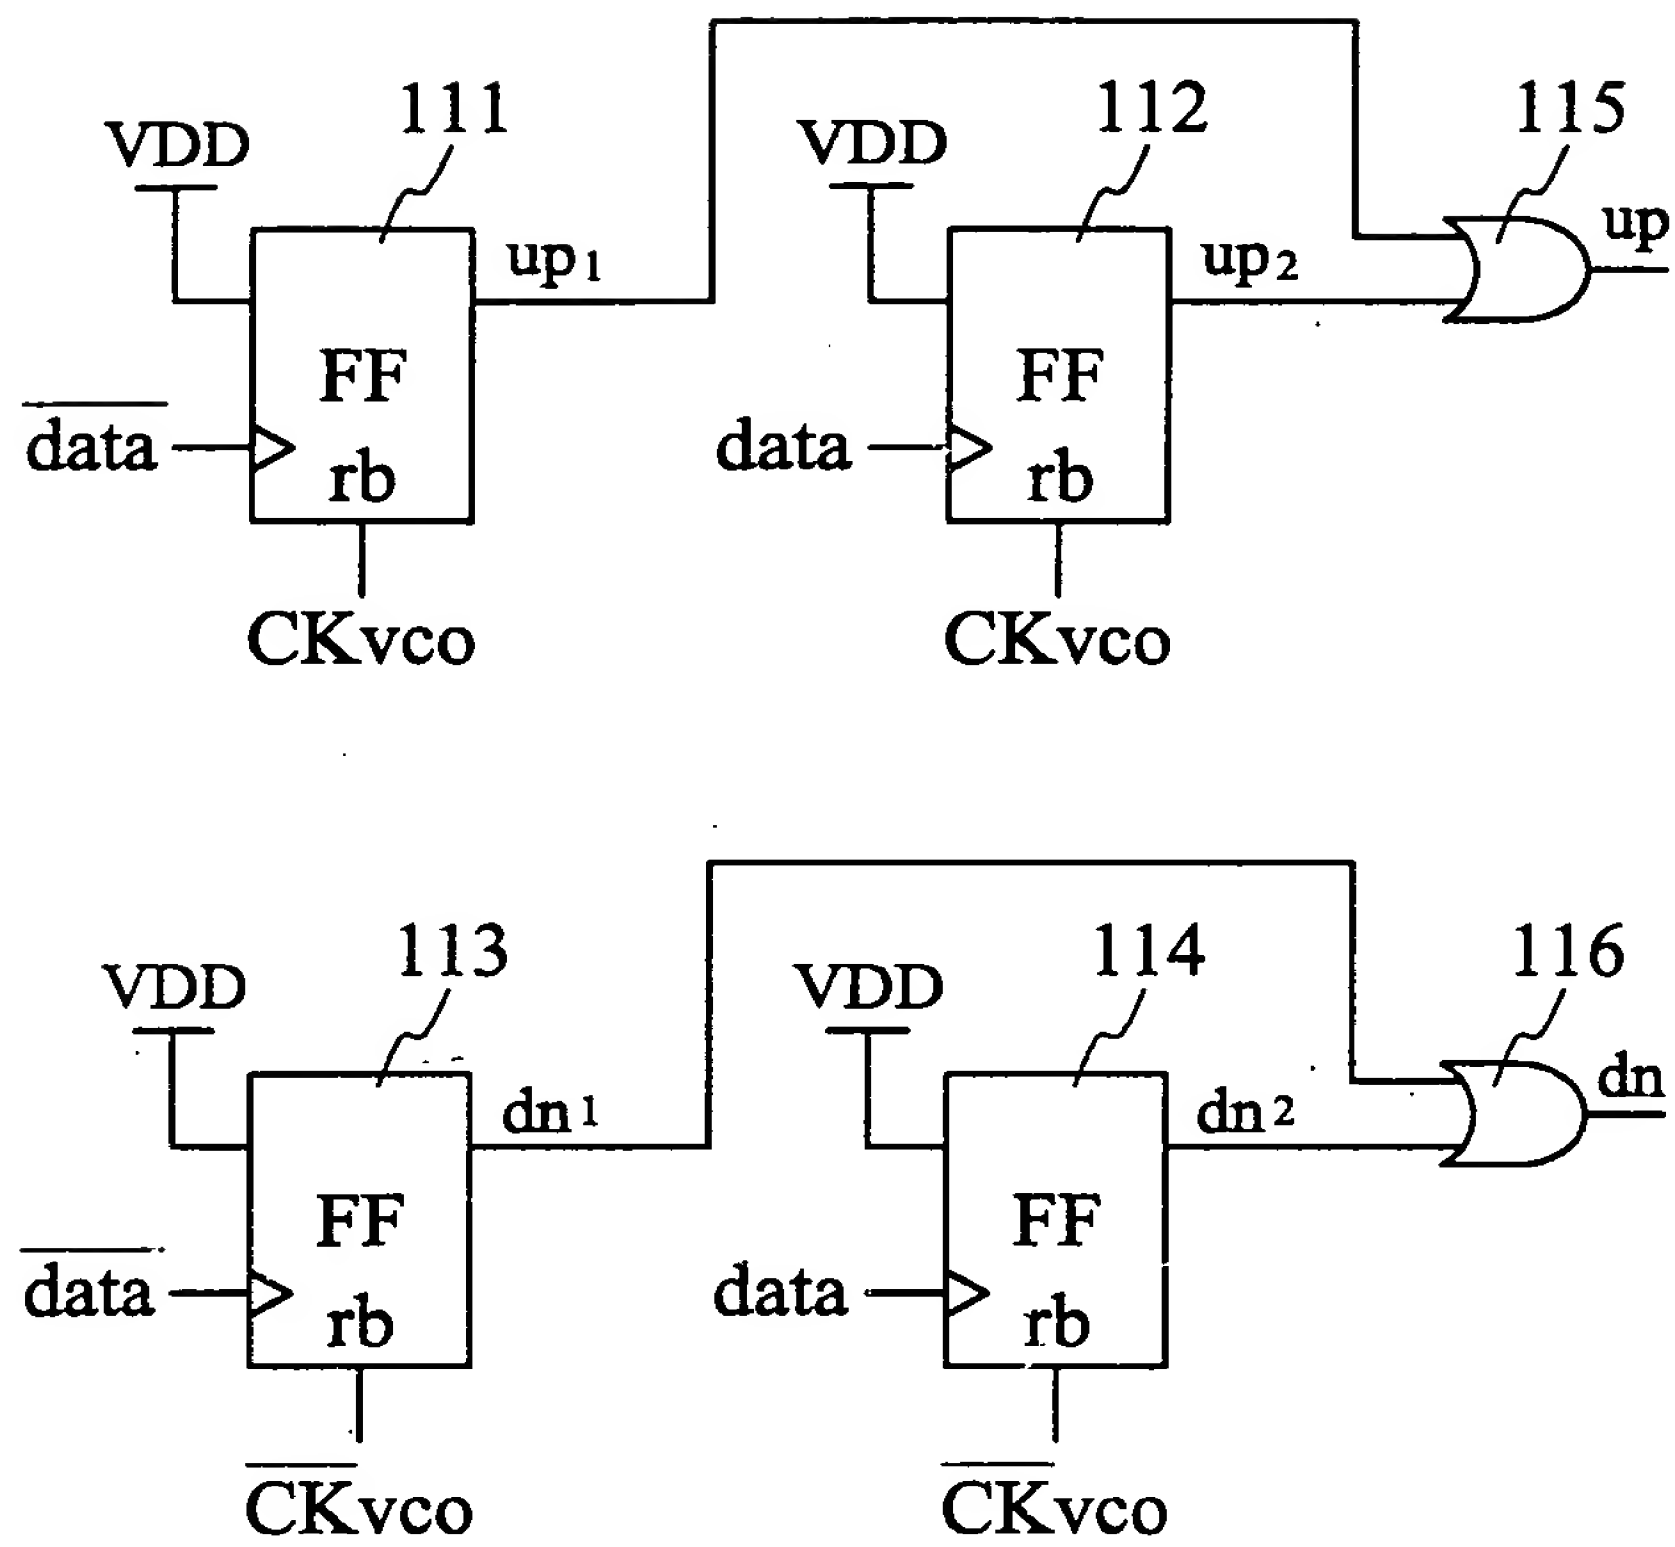 111
112
115
VDD
VDD
up
up1
up2
FF
FF
data
data
rb
rb
CKvco
CKvco
113
114
116
VDD
VDD
dn
dn1
dn2
FF
FF
data
data
rb
rb
CKvco
CKvco